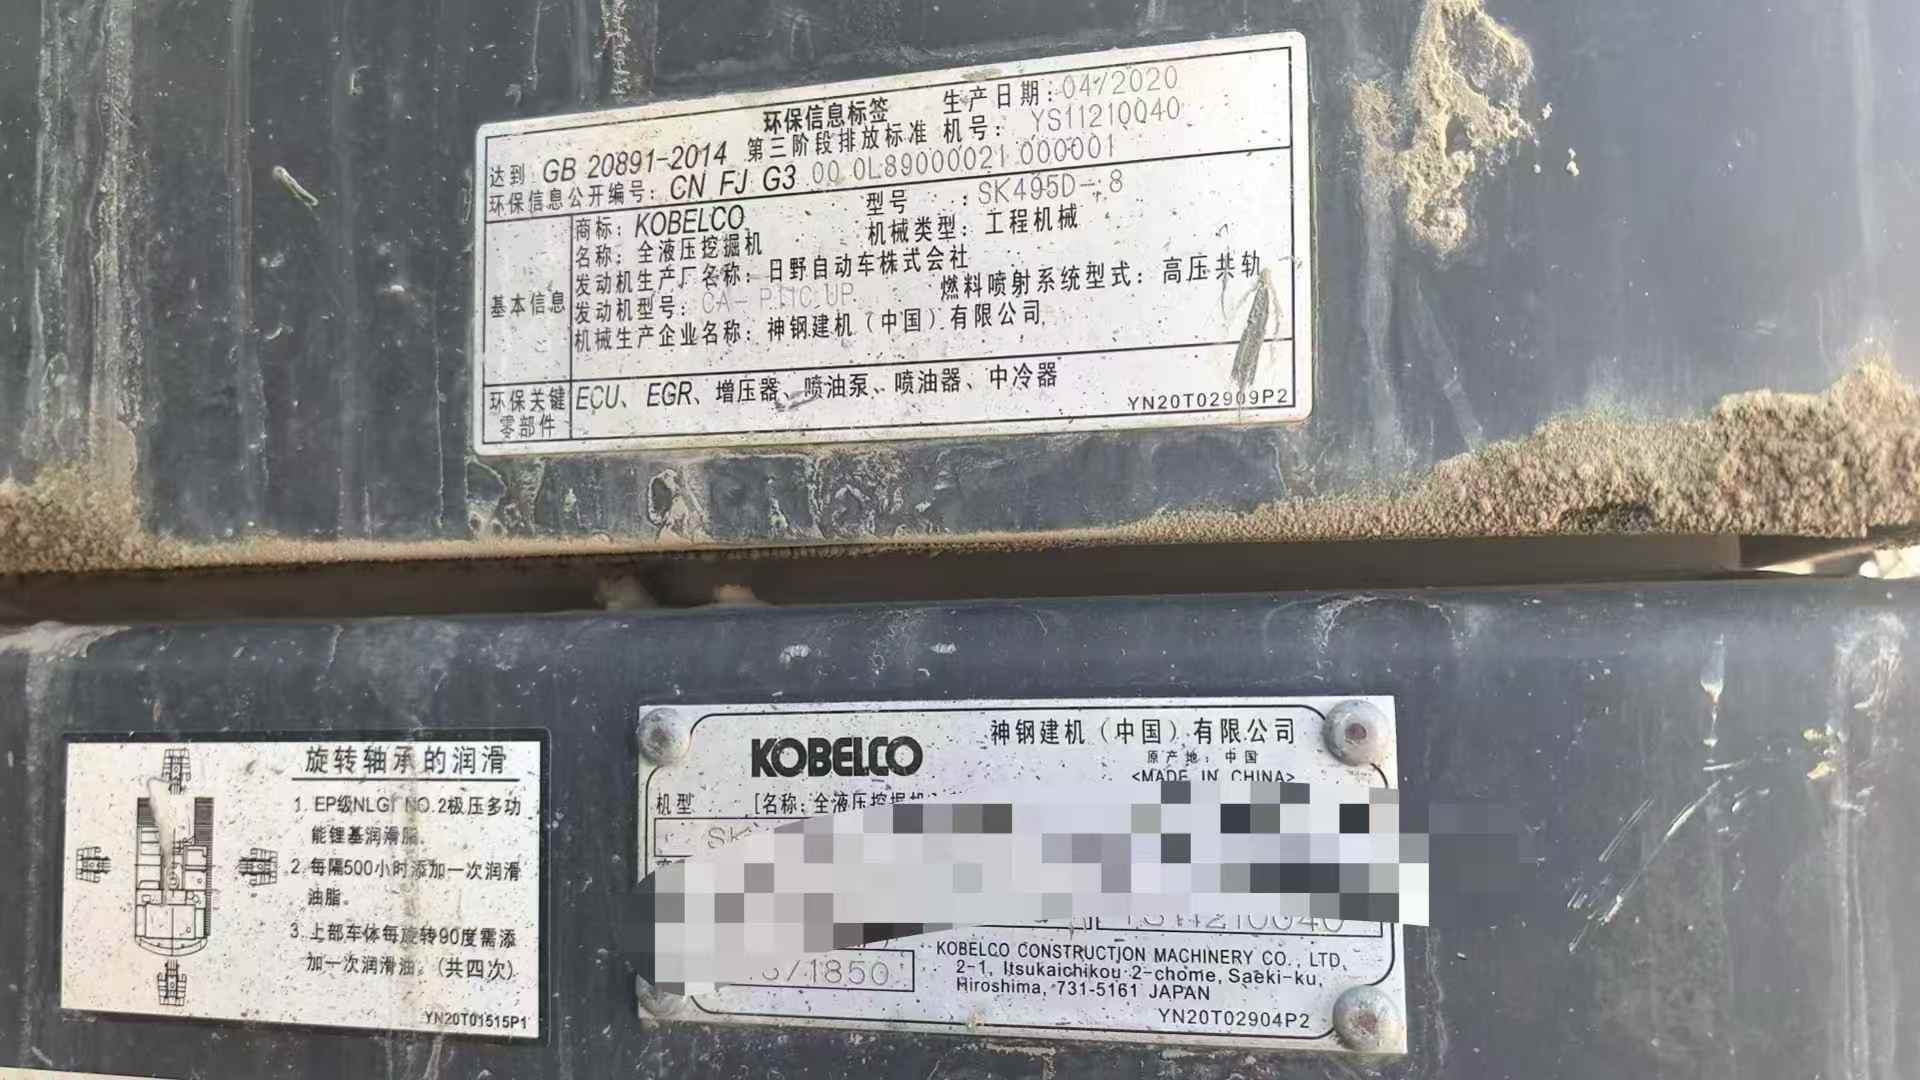 环保信息标签
生产日期:04/2020
达到 GB 20891-2014 第三阶段排放标准 机号: YS11210040
环保信息公开编号: CN FJ G3 00 0L89000021 000001
基本信息
商标: KOBELCO 型号 : SK495D-8
名称: 全液压挖掘机 机械类型: 工程机械
发动机生产厂名称: 日野自动车株式会社
发动机型号: 燃料喷射系统型式: 高压共轨
机械生产企业名称: 神钢建机(中国)有限公司
环保关键零部件
ECU、EGR、增压器、喷油泵、喷油器、中冷器
YN20T02909P2
旋转轴承的润滑
1. EP级NLGI NO.2极压多功
能锂基润滑脂。
2. 每隔500小时添加一次润滑
油脂。
3. 上部车体每旋转90度需添
加一次润滑油。(共四次)
YN20T01515P1
KOBELCO
神钢建机(中国)有限公司
原产地: 中国
<MADE IN CHINA>
机型 [名称: 全液压挖掘机
YS11210040
/1850
KOBELCO CONSTRUCTION MACHINERY CO., LTD.
2-1, Itsukaichikou 2-chome, Saeki-ku,
Hiroshima, 731-5161 JAPAN
YN20T02904P2